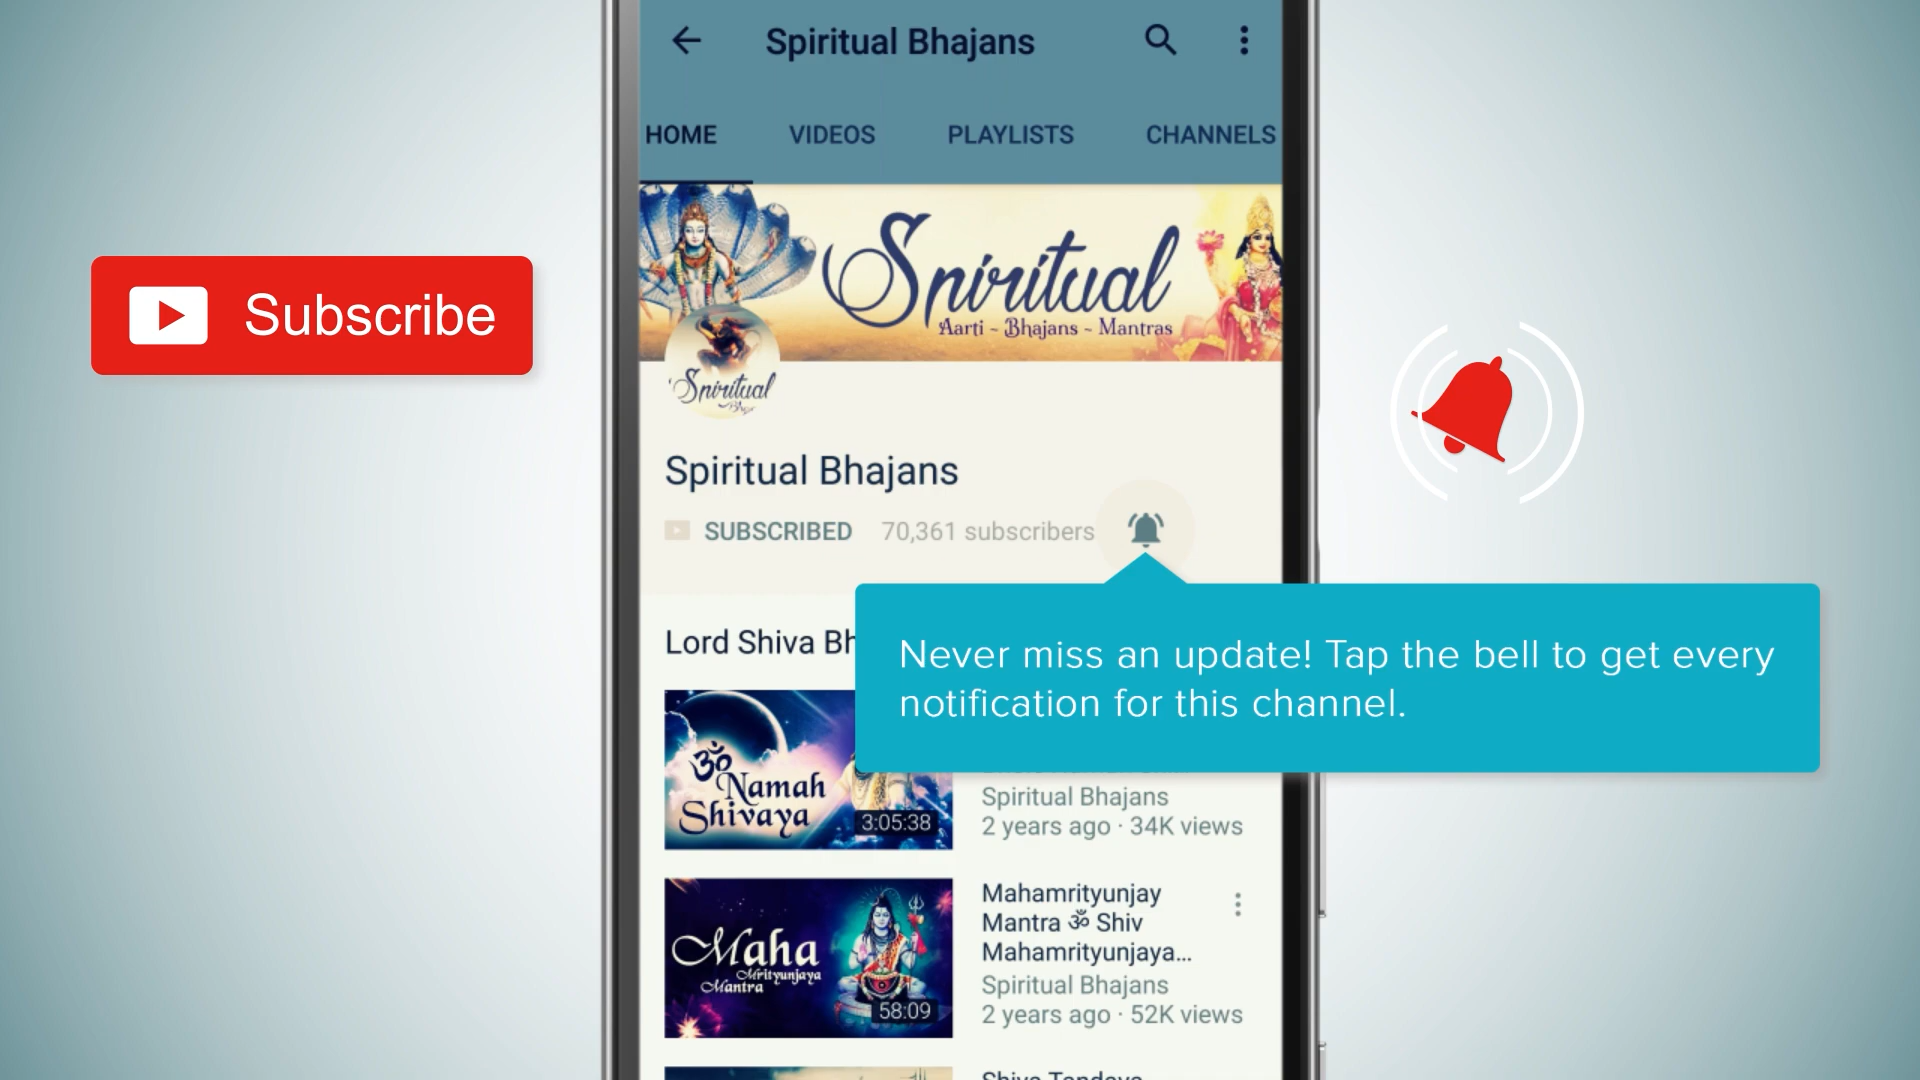 Spiritual Bhajans
HOME VIDEOS PLAYLISTS CHANNELS
Spiritual
Aarti ~ Bhajans ~ Mantras
Spiritual
Subscribe
Spiritual Bhajans
SUBSCRIBED 70,361 subscribers
Never miss an update! Tap the bell to get every
notification for this channel.
Lord Shiva
ॐ
Namah
Shivaya
3:05:38
Spiritual Bhajans
2 years ago · 34K views
Maha
Mrityunjaya
Mantra
58:09
Mahamrityunjay
Mantra ॐ Shiv
Mahamrityunjaya...
Spiritual Bhajans
2 years ago · 52K views
Shiva Tandava